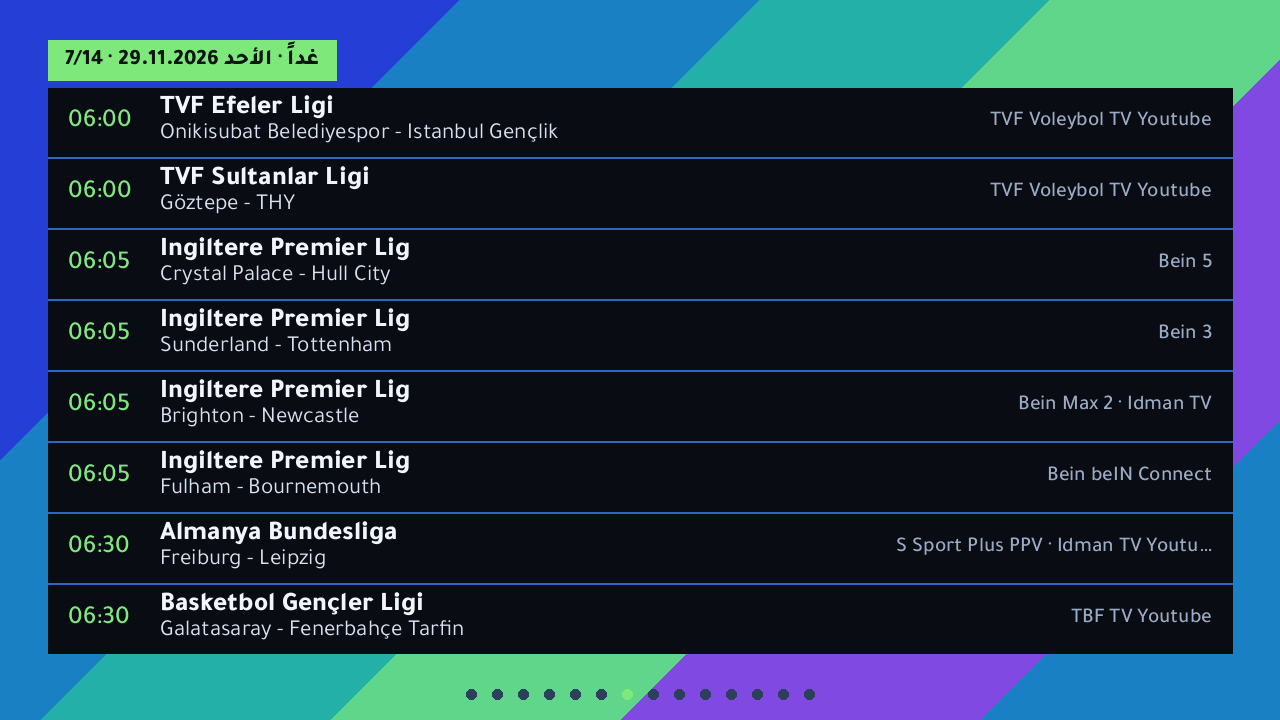 غداً · الأحد 29.11.2026 · 7/14
06:00 TVF Efeler Ligi TVF Voleybol TV Youtube
Onikisubat Belediyespor - Istanbul Gençlik
06:00 TVF Sultanlar Ligi TVF Voleybol TV Youtube
Göztepe - THY
06:05 Ingiltere Premier Lig Bein 5
Crystal Palace - Hull City
06:05 Ingiltere Premier Lig Bein 3
Sunderland - Tottenham
06:05 Ingiltere Premier Lig Bein Max 2 · Idman TV
Brighton - Newcastle
06:05 Ingiltere Premier Lig Bein beIN Connect
Fulham - Bournemouth
06:30 Almanya Bundesliga S Sport Plus PPV · Idman TV Youtu...
Freiburg - Leipzig
06:30 Basketbol Gençler Ligi TBF TV Youtube
Galatasaray - Fenerbahçe Tarfin